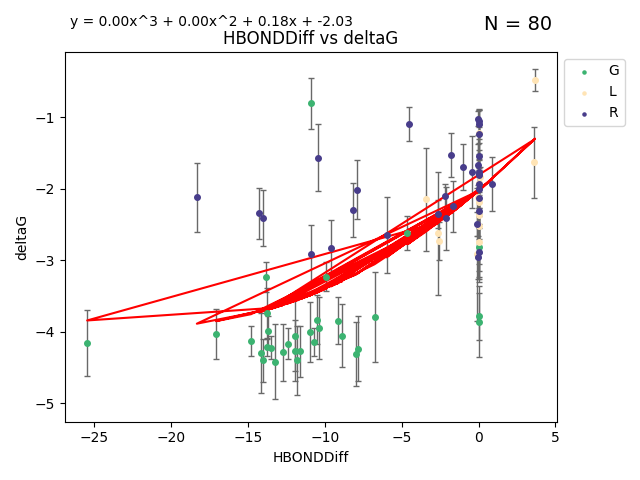 y = 0.00x^3 + 0.00x^2 + 0.18x + -2.03
N = 80
HBONDDiff vs deltaG
G
L
R
deltaG
−1
−2
−3
−4
−5
−25
−20
−15
−10
−5
0
5
HBONDDiff